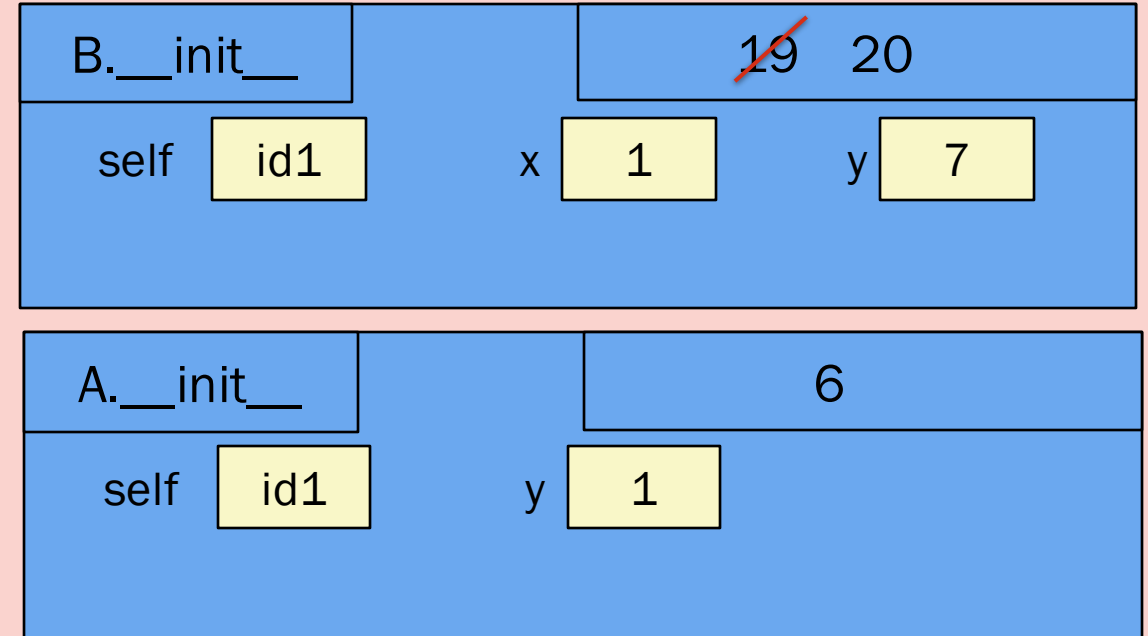 B.__init__ 19 20
self id1 x 1 y 7
A.__init__ 6
self id1 y 1